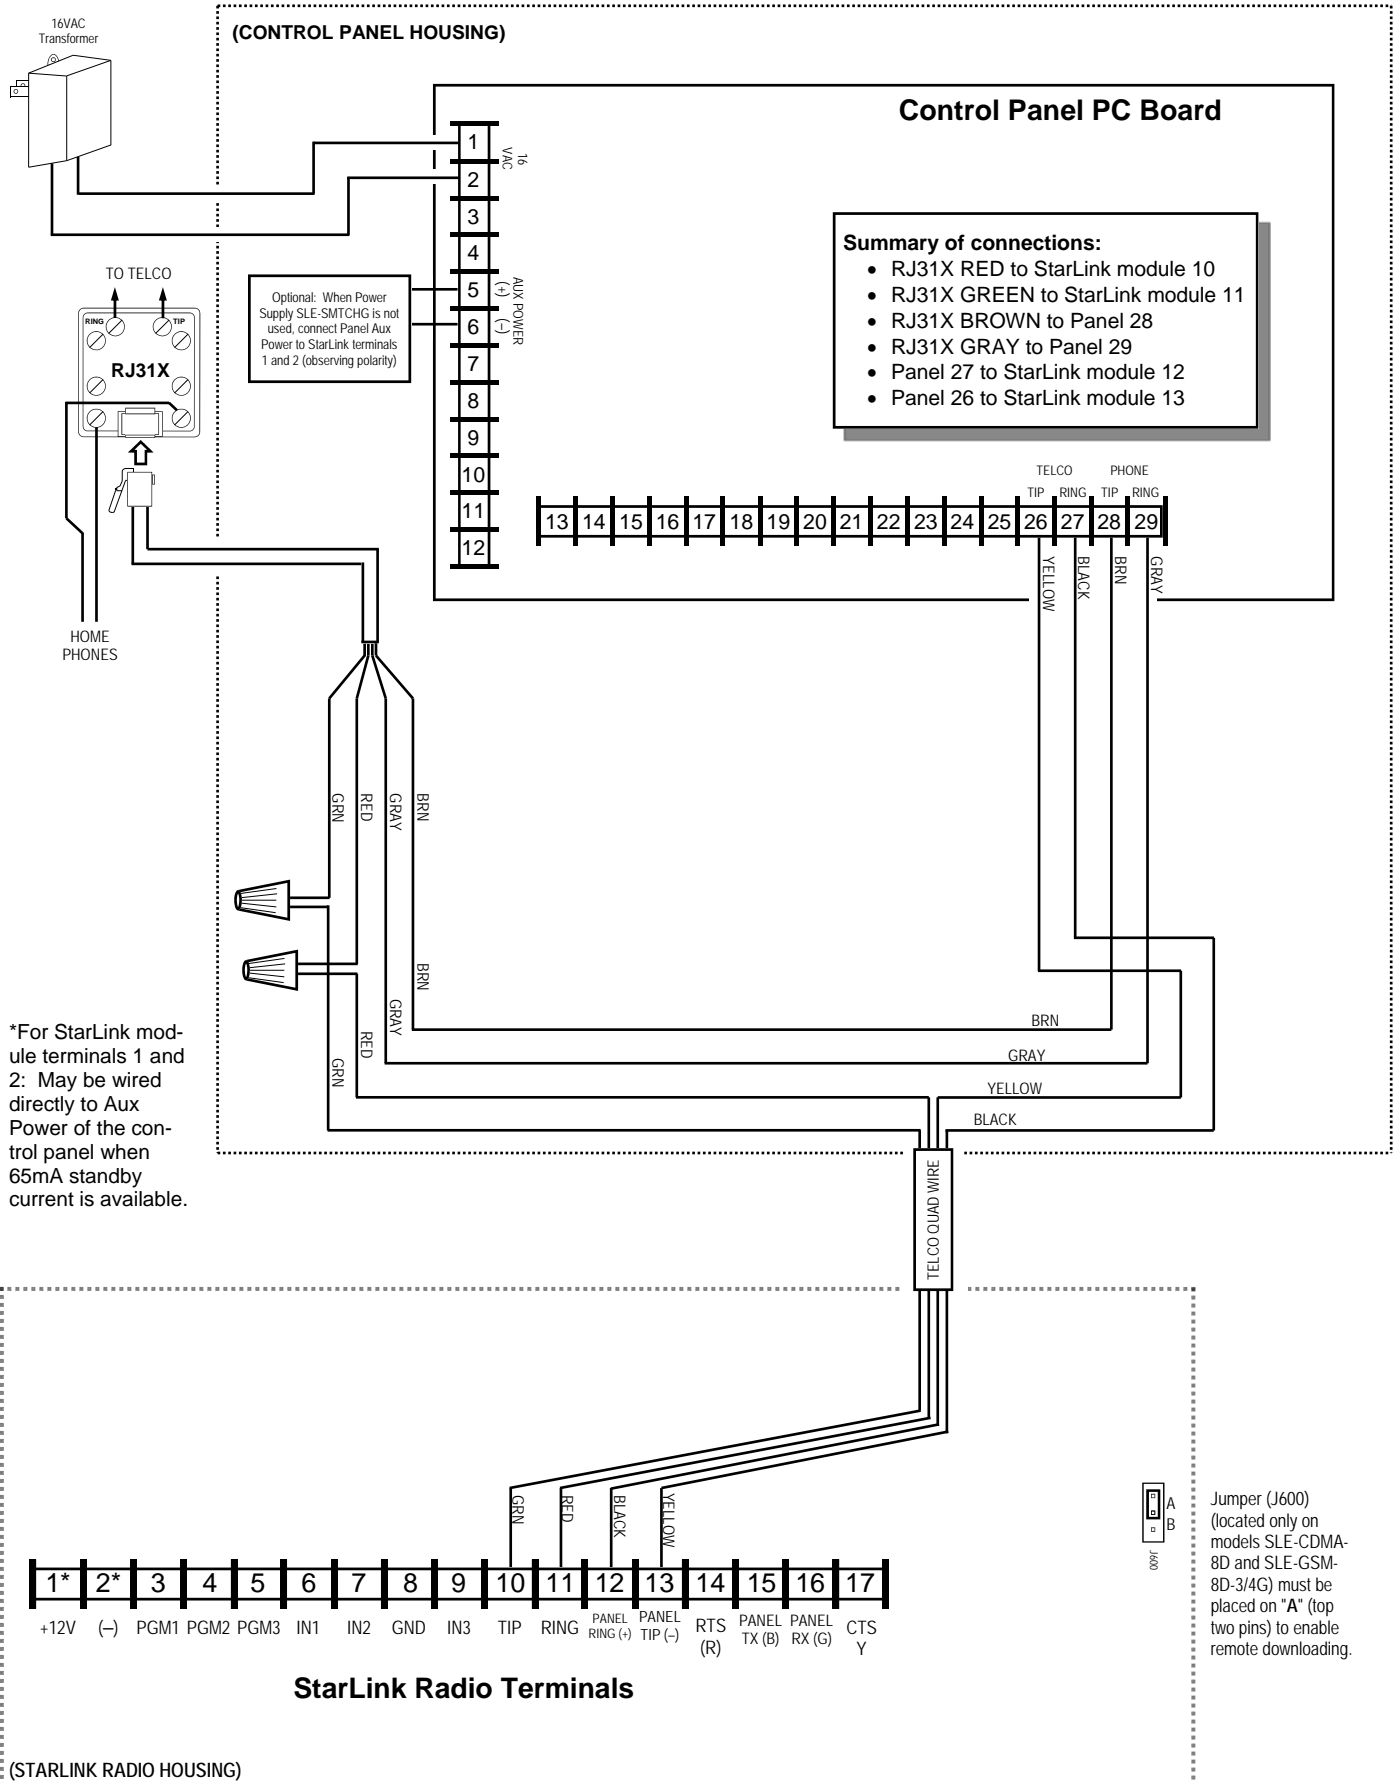 16VAC
Transformer
(CONTROL PANEL HOUSING)
Control Panel PC Board
1
2
3
4
5
6
7
8
9
10
11
12
16
VAC
AUX POWER
(+) (–)
Summary of connections:
• RJ31X RED to StarLink module 10
• RJ31X GREEN to StarLink module 11
• RJ31X BROWN to Panel 28
• RJ31X GRAY to Panel 29
• Panel 27 to StarLink module 12
• Panel 26 to StarLink module 13
TO TELCO
RING TIP
RJ31X
Optional: When Power
Supply SLE-SMTCHG is not
used, connect Panel Aux
Power to StarLink terminals
1 and 2 (observing polarity)
HOME
PHONES
TELCO PHONE
TIP RING TIP RING
13 14 15 16 17 18 19 20 21 22 23 24 25 26 27 28 29
YELLOW BLACK BRN GRAY
GRN RED GRAY BRN
GRN RED GRAY BRN
BRN
GRAY
YELLOW
BLACK
*For StarLink mod-
ule terminals 1 and
2: May be wired
directly to Aux
Power of the con-
trol panel when
65mA standby
current is available.
TELCO QUAD WIRE
GRN RED BLACK YELLOW
A
B
J600
Jumper (J600)
(located only on
models SLE-CDMA-
8D and SLE-GSM-
8D-3/4G) must be
placed on "A" (top
two pins) to enable
remote downloading.
1* 2* 3 4 5 6 7 8 9 10 11 12 13 14 15 16 17
+12V (–) PGM1 PGM2 PGM3 IN1 IN2 GND IN3 TIP RING PANEL RING (+) PANEL TIP (–) RTS (R) PANEL TX (B) PANEL RX (G) CTS Y
StarLink Radio Terminals
(STARLINK RADIO HOUSING)